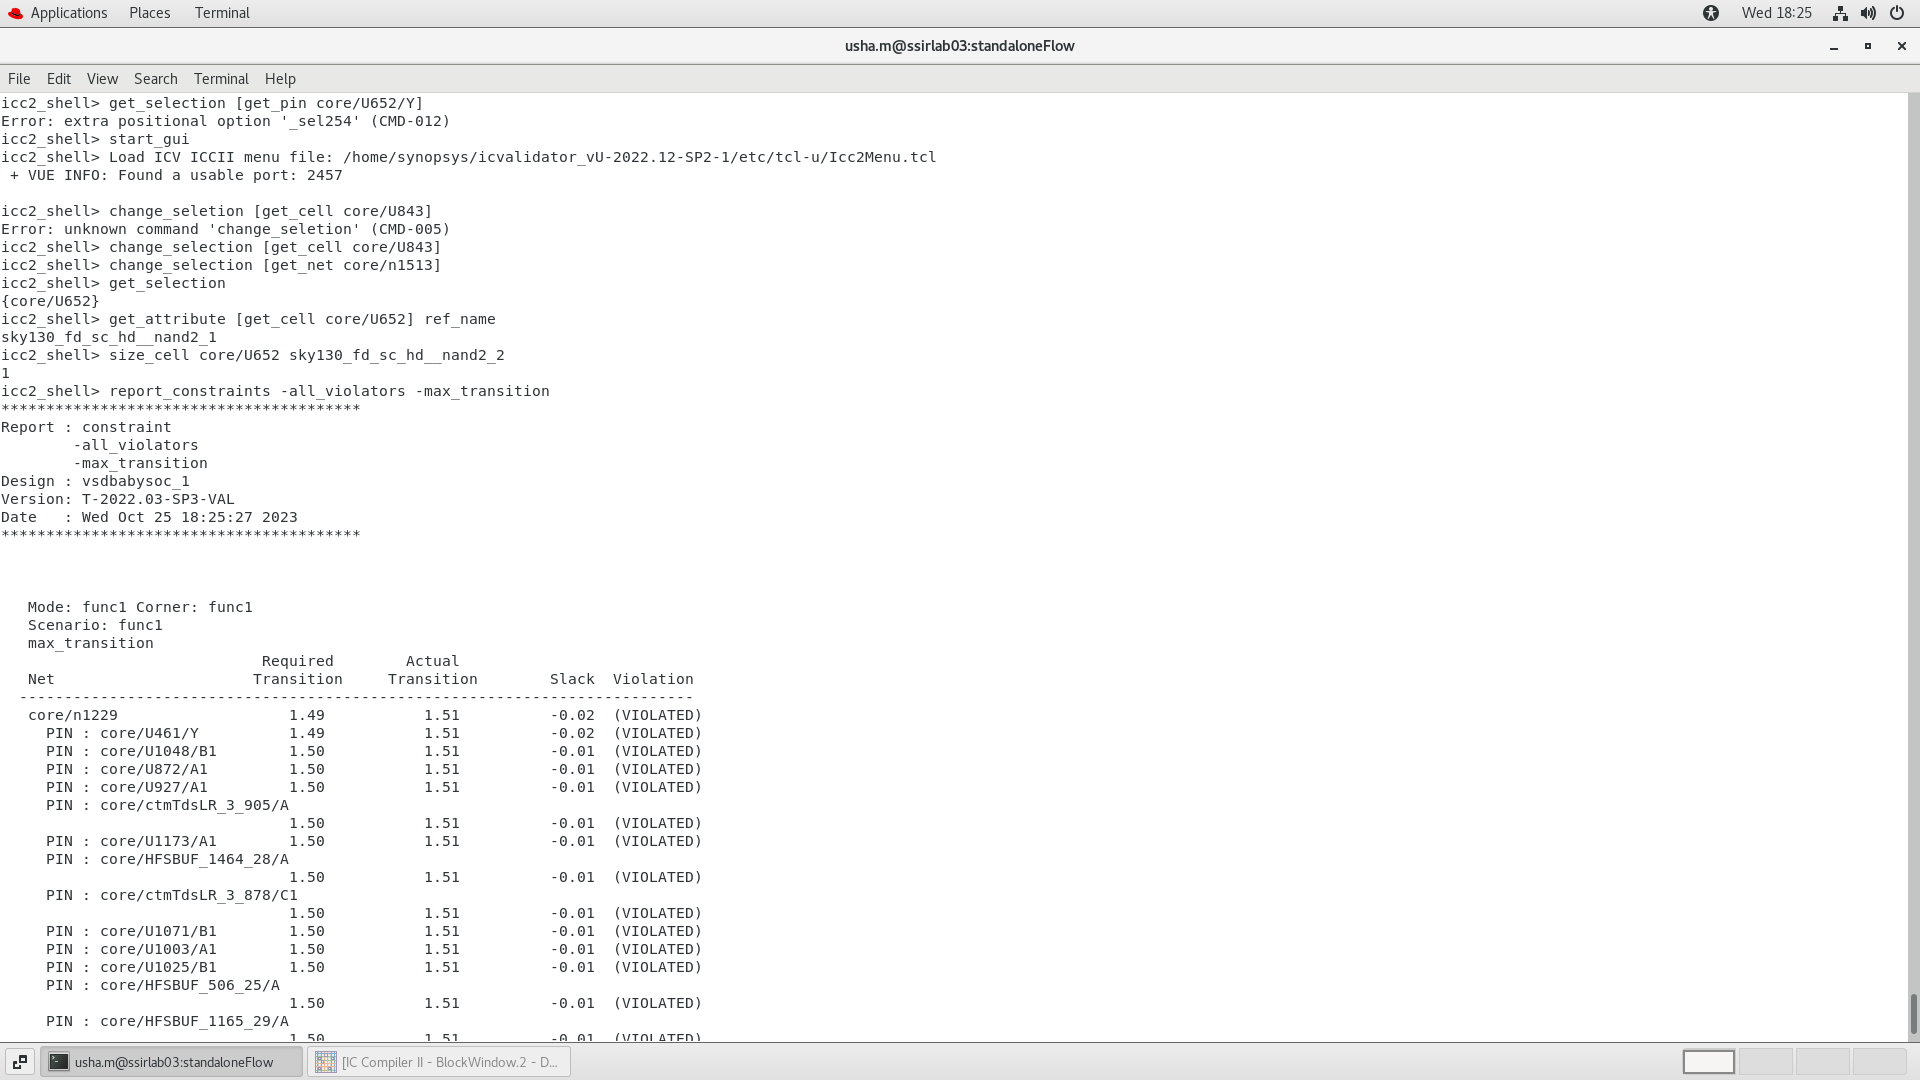 Applications Places Terminal Wed 18:25
usha.m@ssirlab03:standaloneFlow
File Edit View Search Terminal Help
icc2_shell> get_selection [get_pin core/U652/Y]
Error: extra positional option '_sel254' (CMD-012)
icc2_shell> start_gui
icc2_shell> Load ICV ICCII menu file: /home/synopsys/icvalidator_vU-2022.12-SP2-1/etc/tcl-u/Icc2Menu.tcl
 + VUE INFO: Found a usable port: 2457
icc2_shell> change_seletion [get_cell core/U843]
Error: unknown command 'change_seletion' (CMD-005)
icc2_shell> change_selection [get_cell core/U843]
icc2_shell> change_selection [get_net core/n1513]
icc2_shell> get_selection
{core/U652}
icc2_shell> get_attribute [get_cell core/U652] ref_name
sky130_fd_sc_hd__nand2_1
icc2_shell> size_cell core/U652 sky130_fd_sc_hd__nand2_2
1
icc2_shell> report_constraints -all_violators -max_transition
****************************************
Report : constraint
        -all_violators
        -max_transition
Design : vsdbabysoc_1
Version: T-2022.03-SP3-VAL
Date   : Wed Oct 25 18:25:27 2023
****************************************
   Mode: func1 Corner: func1
   Scenario: func1
   max_transition
                             Required        Actual
   Net                      Transition     Transition        Slack  Violation
  ---------------------------------------------------------------------------
   core/n1229                   1.49           1.51          -0.02  (VIOLATED)
     PIN : core/U461/Y          1.49           1.51          -0.02  (VIOLATED)
     PIN : core/U1048/B1        1.50           1.51          -0.01  (VIOLATED)
     PIN : core/U872/A1         1.50           1.51          -0.01  (VIOLATED)
     PIN : core/U927/A1         1.50           1.51          -0.01  (VIOLATED)
     PIN : core/ctmTdsLR_3_905/A
                                1.50           1.51          -0.01  (VIOLATED)
     PIN : core/U1173/A1        1.50           1.51          -0.01  (VIOLATED)
     PIN : core/HFSBUF_1464_28/A
                                1.50           1.51          -0.01  (VIOLATED)
     PIN : core/ctmTdsLR_3_878/C1
                                1.50           1.51          -0.01  (VIOLATED)
     PIN : core/U1071/B1        1.50           1.51          -0.01  (VIOLATED)
     PIN : core/U1003/A1        1.50           1.51          -0.01  (VIOLATED)
     PIN : core/U1025/B1        1.50           1.51          -0.01  (VIOLATED)
     PIN : core/HFSBUF_506_25/A
                                1.50           1.51          -0.01  (VIOLATED)
     PIN : core/HFSBUF_1165_29/A
                                1.50           1.51          -0.01  (VIOLATED)
usha.m@ssirlab03:standaloneFlow [IC Compiler II - BlockWindow.2 - D...